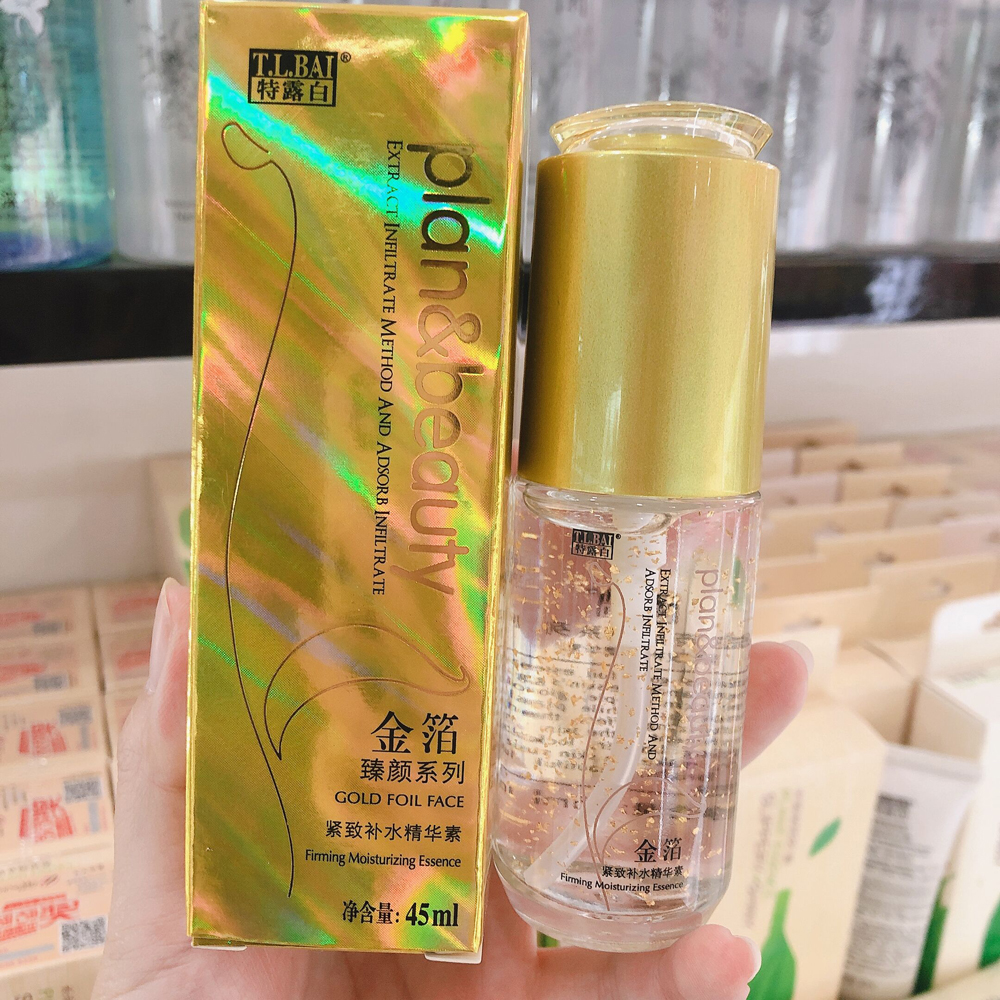 T.L.BAI®
特露白
plan&beauty
EXTRACT INFILTRATE METHOD AND ADSORB INFILTRATE
金箔
臻颜系列
GOLD FOIL FACE
紧致补水精华素
Firming Moisturizing Essence
净含量: 45ml
T.L.BAI®
特露白
plan&beauty
EXTRACT INFILTRATE METHOD AND
ADSORB INFILTRATE
金箔
紧致补水精华素
Firming Moisturizing Essence